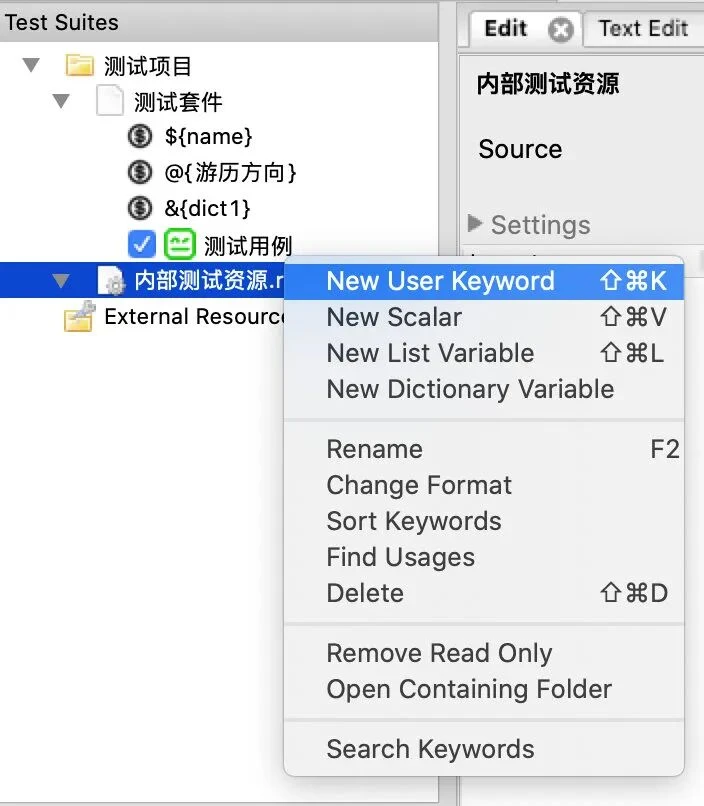 Test Suites
测试项目
测试套件
${name}
@{游历方向}
&{dict1}
测试用例
内部测试资源.r
External Resourc
Edit
Text Edit
内部测试资源
Source
Settings
New User Keyword ⇧⌘K
New Scalar ⇧⌘V
New List Variable ⇧⌘L
New Dictionary Variable
Rename F2
Change Format
Sort Keywords
Find Usages
Delete ⇧⌘D
Remove Read Only
Open Containing Folder
Search Keywords